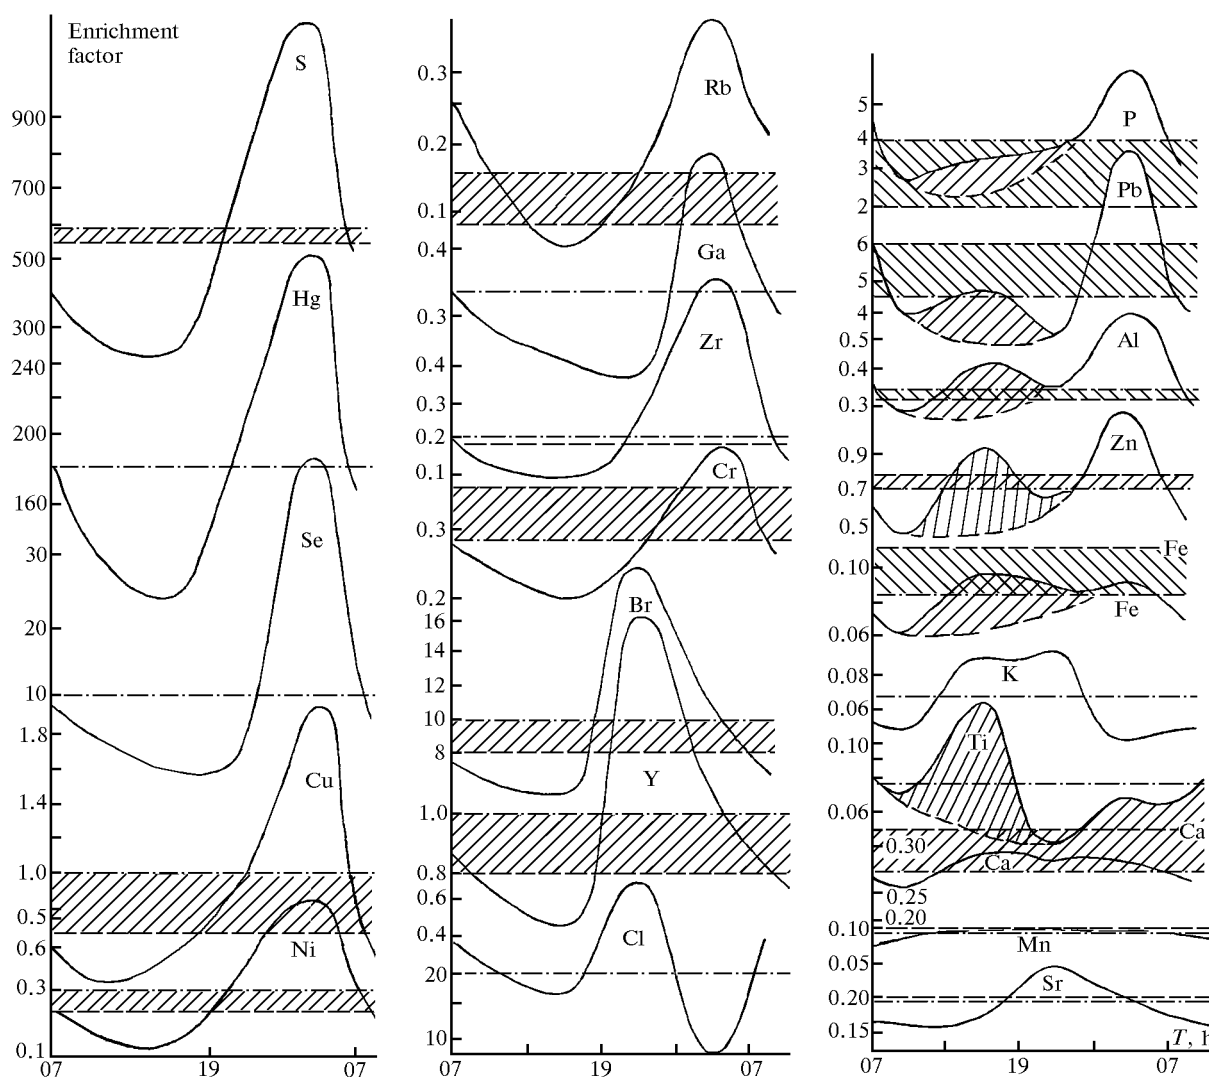 Enrichment
factor
S
900
700
500
300
Hg
240
200
160
Se
30
20
10
Cu
1.8
1.4
1.0
0.5
Ni
0.6
0.3
0.1
07
19
07
Rb
0.3
0.2
0.1
Ga
0.4
0.3
Zr
0.4
0.3
0.2
0.1
Cr
0.3
0.2
Br
16
14
12
10
8
Y
1.0
0.8
0.6
0.4
Cl
20
10
07
19
07
P
5
4
3
2
Pb
6
5
4
Al
0.5
0.4
0.3
Zn
0.9
0.7
0.5
Fe
0.10
Fe
0.06
K
0.08
0.06
Ti
0.10
0.06
Ca
0.30
Ca
0.25
0.20
0.10
Mn
0.05
Sr
0.20
0.15
T, h
07
19
07